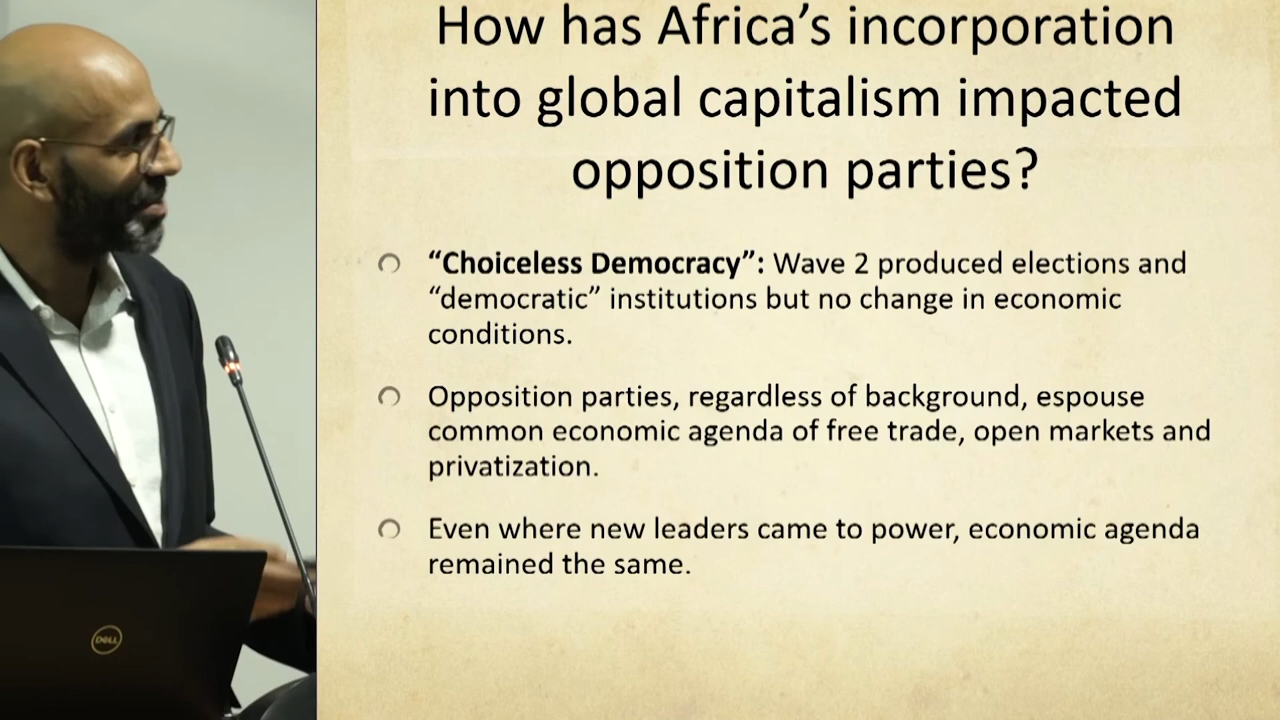 How has Africa’s incorporation
into global capitalism impacted
opposition parties?
“Choiceless Democracy”: Wave 2 produced elections and
“democratic” institutions but no change in economic
conditions.
Opposition parties, regardless of background, espouse
common economic agenda of free trade, open markets and
privatization.
Even where new leaders came to power, economic agenda
remained the same.
DELL